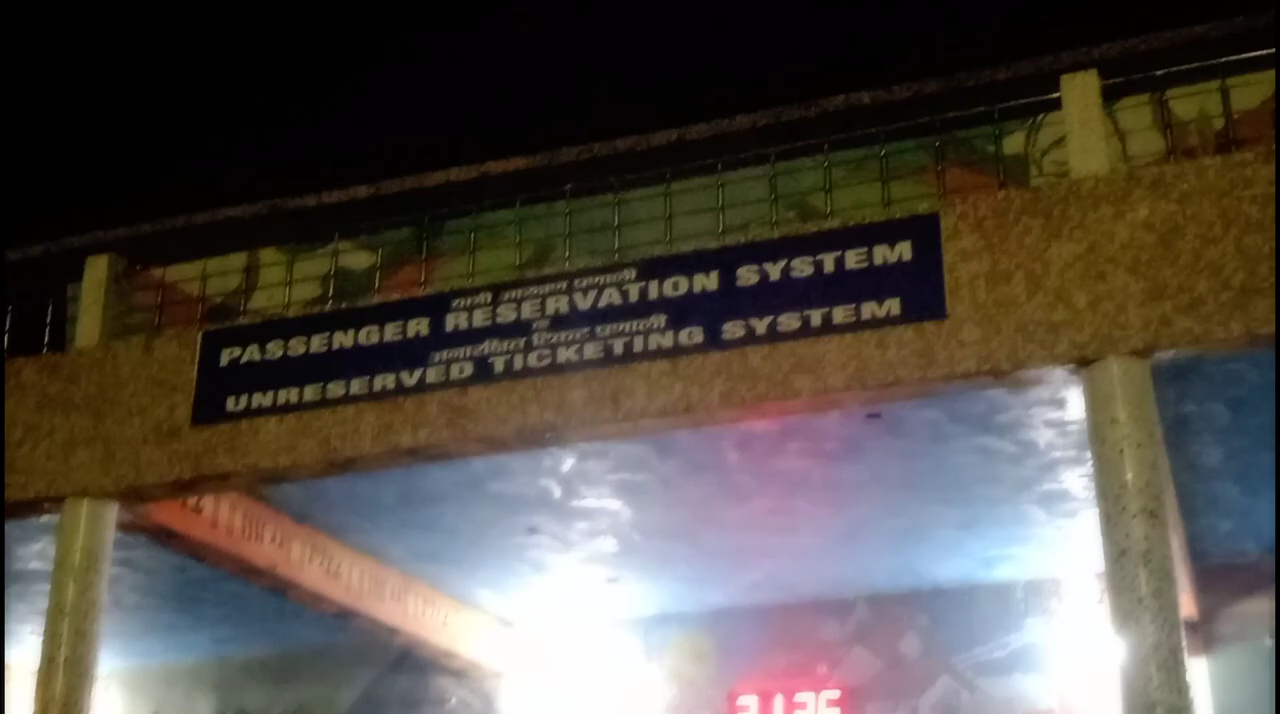 यात्री आरक्षण प्रणाली
PASSENGER RESERVATION SYSTEM
व
अनारक्षित टिकट प्रणाली
UNRESERVED TICKETING SYSTEM